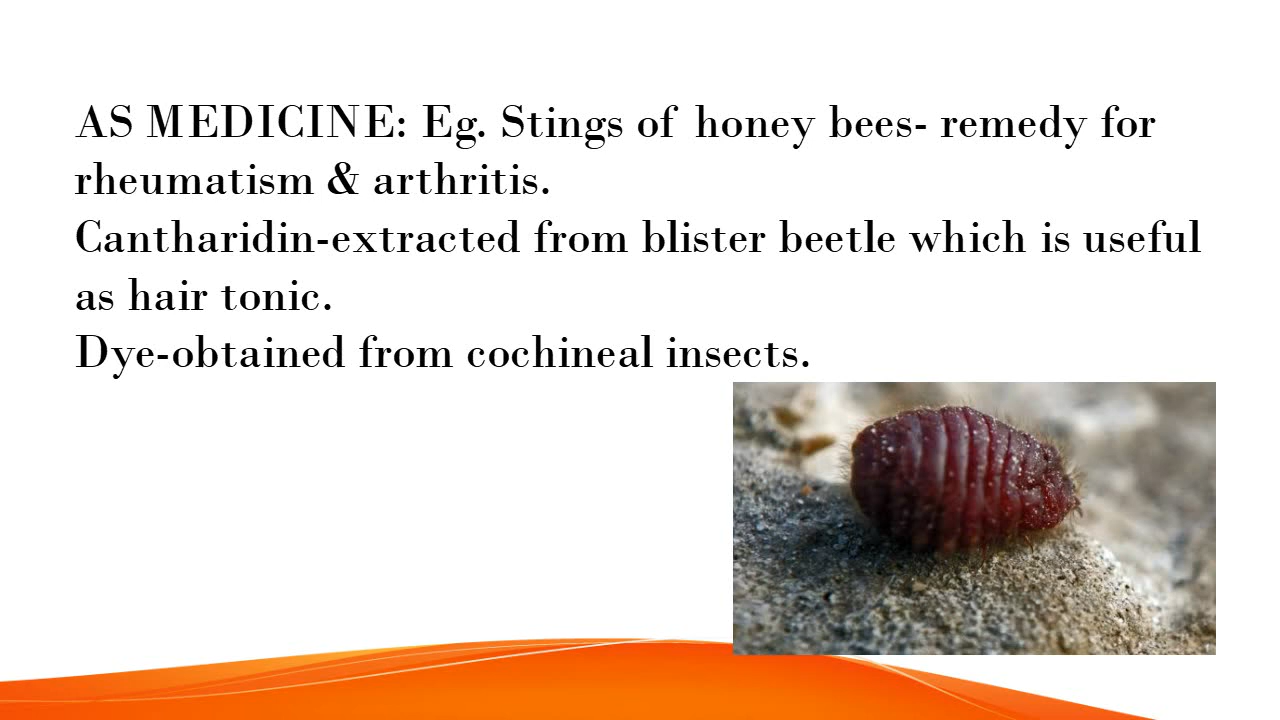 AS MEDICINE: Eg. Stings of honey bees- remedy for
rheumatism & arthritis.
Cantharidin-extracted from blister beetle which is useful
as hair tonic.
Dye-obtained from cochineal insects.